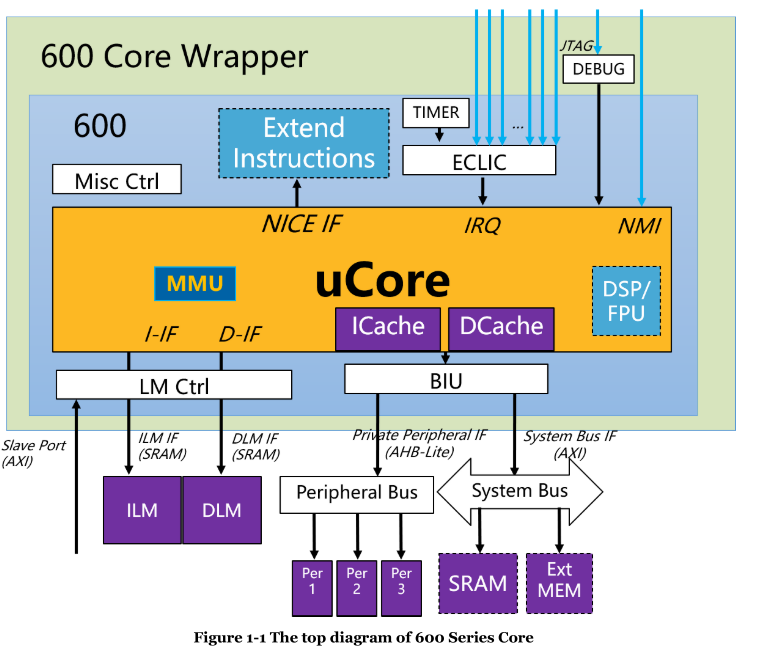 600 Core Wrapper
JTAG
DEBUG
600
Extend
Instructions
TIMER
...
ECLIC
Misc Ctrl
NICE IF
IRQ
NMI
MMU
uCore
DSP/
FPU
ICache
DCache
I-IF
D-IF
LM Ctrl
BIU
Slave Port
(AXI)
ILM IF
(SRAM)
DLM IF
(SRAM)
Private Peripheral IF
(AHB-Lite)
System Bus IF
(AXI)
ILM
DLM
Peripheral Bus
System Bus
Per
1
Per
2
Per
3
SRAM
Ext
MEM
Figure 1-1 The top diagram of 600 Series Core